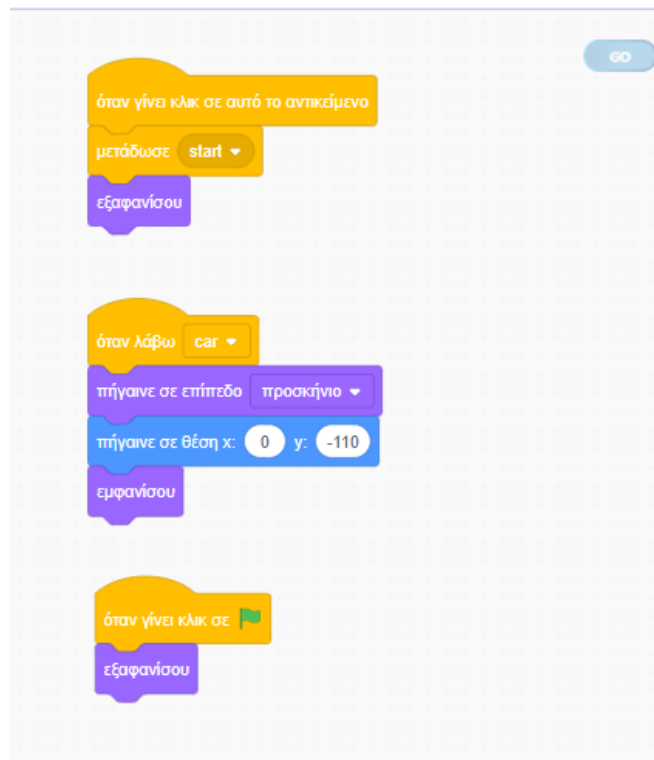 GO
όταν γίνει κλικ σε αυτό το αντικείμενο
μετάδωσε start
εξαφανίσου
όταν λάβω car
πήγαινε σε επίπεδο προσκήνιο
πήγαινε σε θέση x: 0 y: -110
εμφανίσου
όταν γίνει κλικ σε
εξαφανίσου